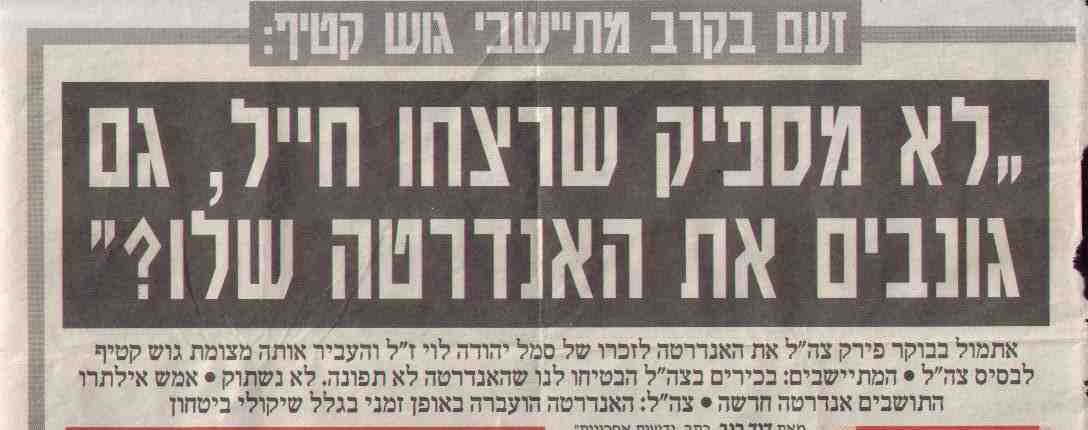 זעם בקרב מתיישבי גוש קטיף:
„לא מספיק שרצחו חייל, גם
גונבים את האנדרטה שלו?"
אתמול בבוקר פירק צה"ל את האנדרטה לזכרו של סמל יהודה לוי ז"ל והעביר אותה מצומת גוש קטיף
לבסיס צה"ל • המתיישבים: בכירים בצה"ל הבטיחו לנו שהאנדרטה לא תפונה. לא נשתוק • אמש אילתרו
התושבים אנדרטה חדשה • צה"ל: האנדרטה הועברה באופן זמני בגלל שיקולי ביטחון
מאת